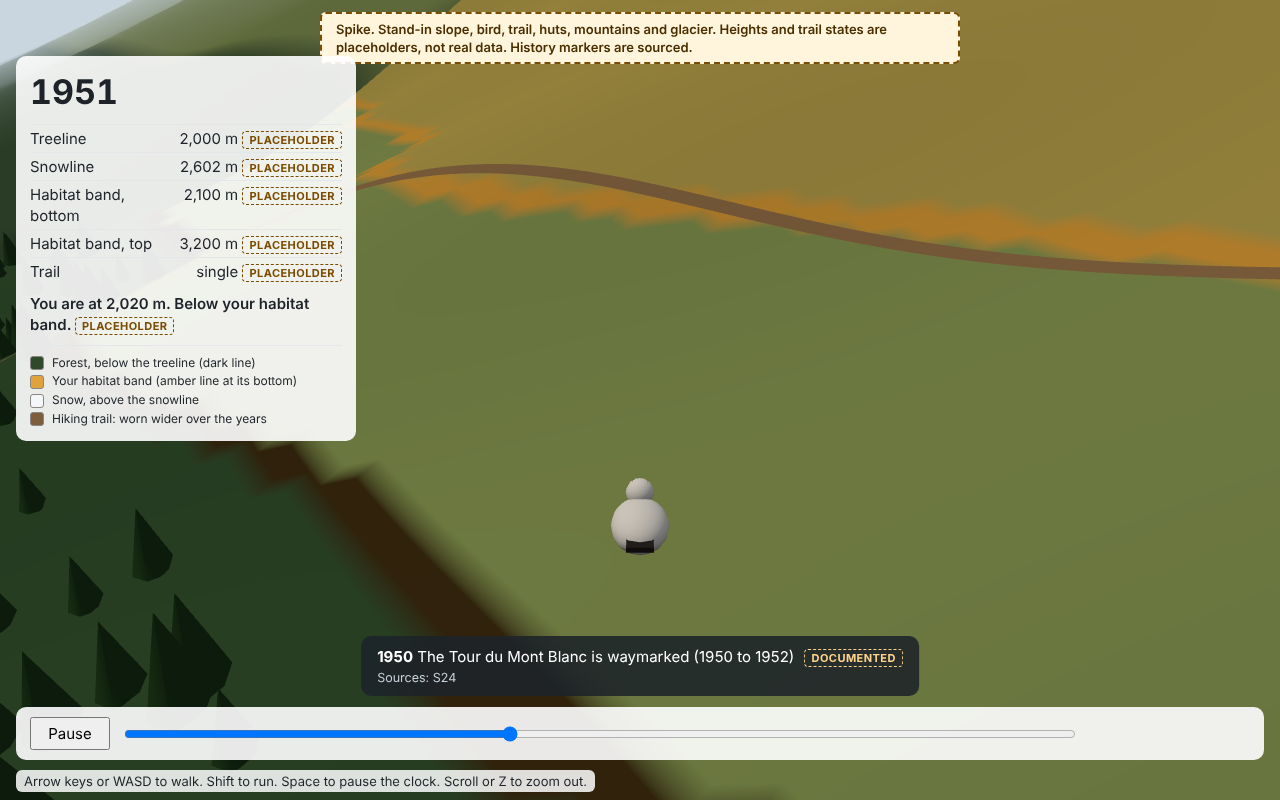 Spike. Stand-in slope, bird, trail, huts, mountains and glacier. Heights and trail states are
placeholders, not real data. History markers are sourced.
1951
Treeline 2,000 m PLACEHOLDER
Snowline 2,602 m PLACEHOLDER
Habitat band, 2,100 m PLACEHOLDER
bottom
Habitat band, top 3,200 m PLACEHOLDER
Trail single PLACEHOLDER
You are at 2,020 m. Below your habitat
band. PLACEHOLDER
Forest, below the treeline (dark line)
Your habitat band (amber line at its bottom)
Snow, above the snowline
Hiking trail: worn wider over the years
1950 The Tour du Mont Blanc is waymarked (1950 to 1952) DOCUMENTED
Sources: S24
Pause
Arrow keys or WASD to walk. Shift to run. Space to pause the clock. Scroll or Z to zoom out.